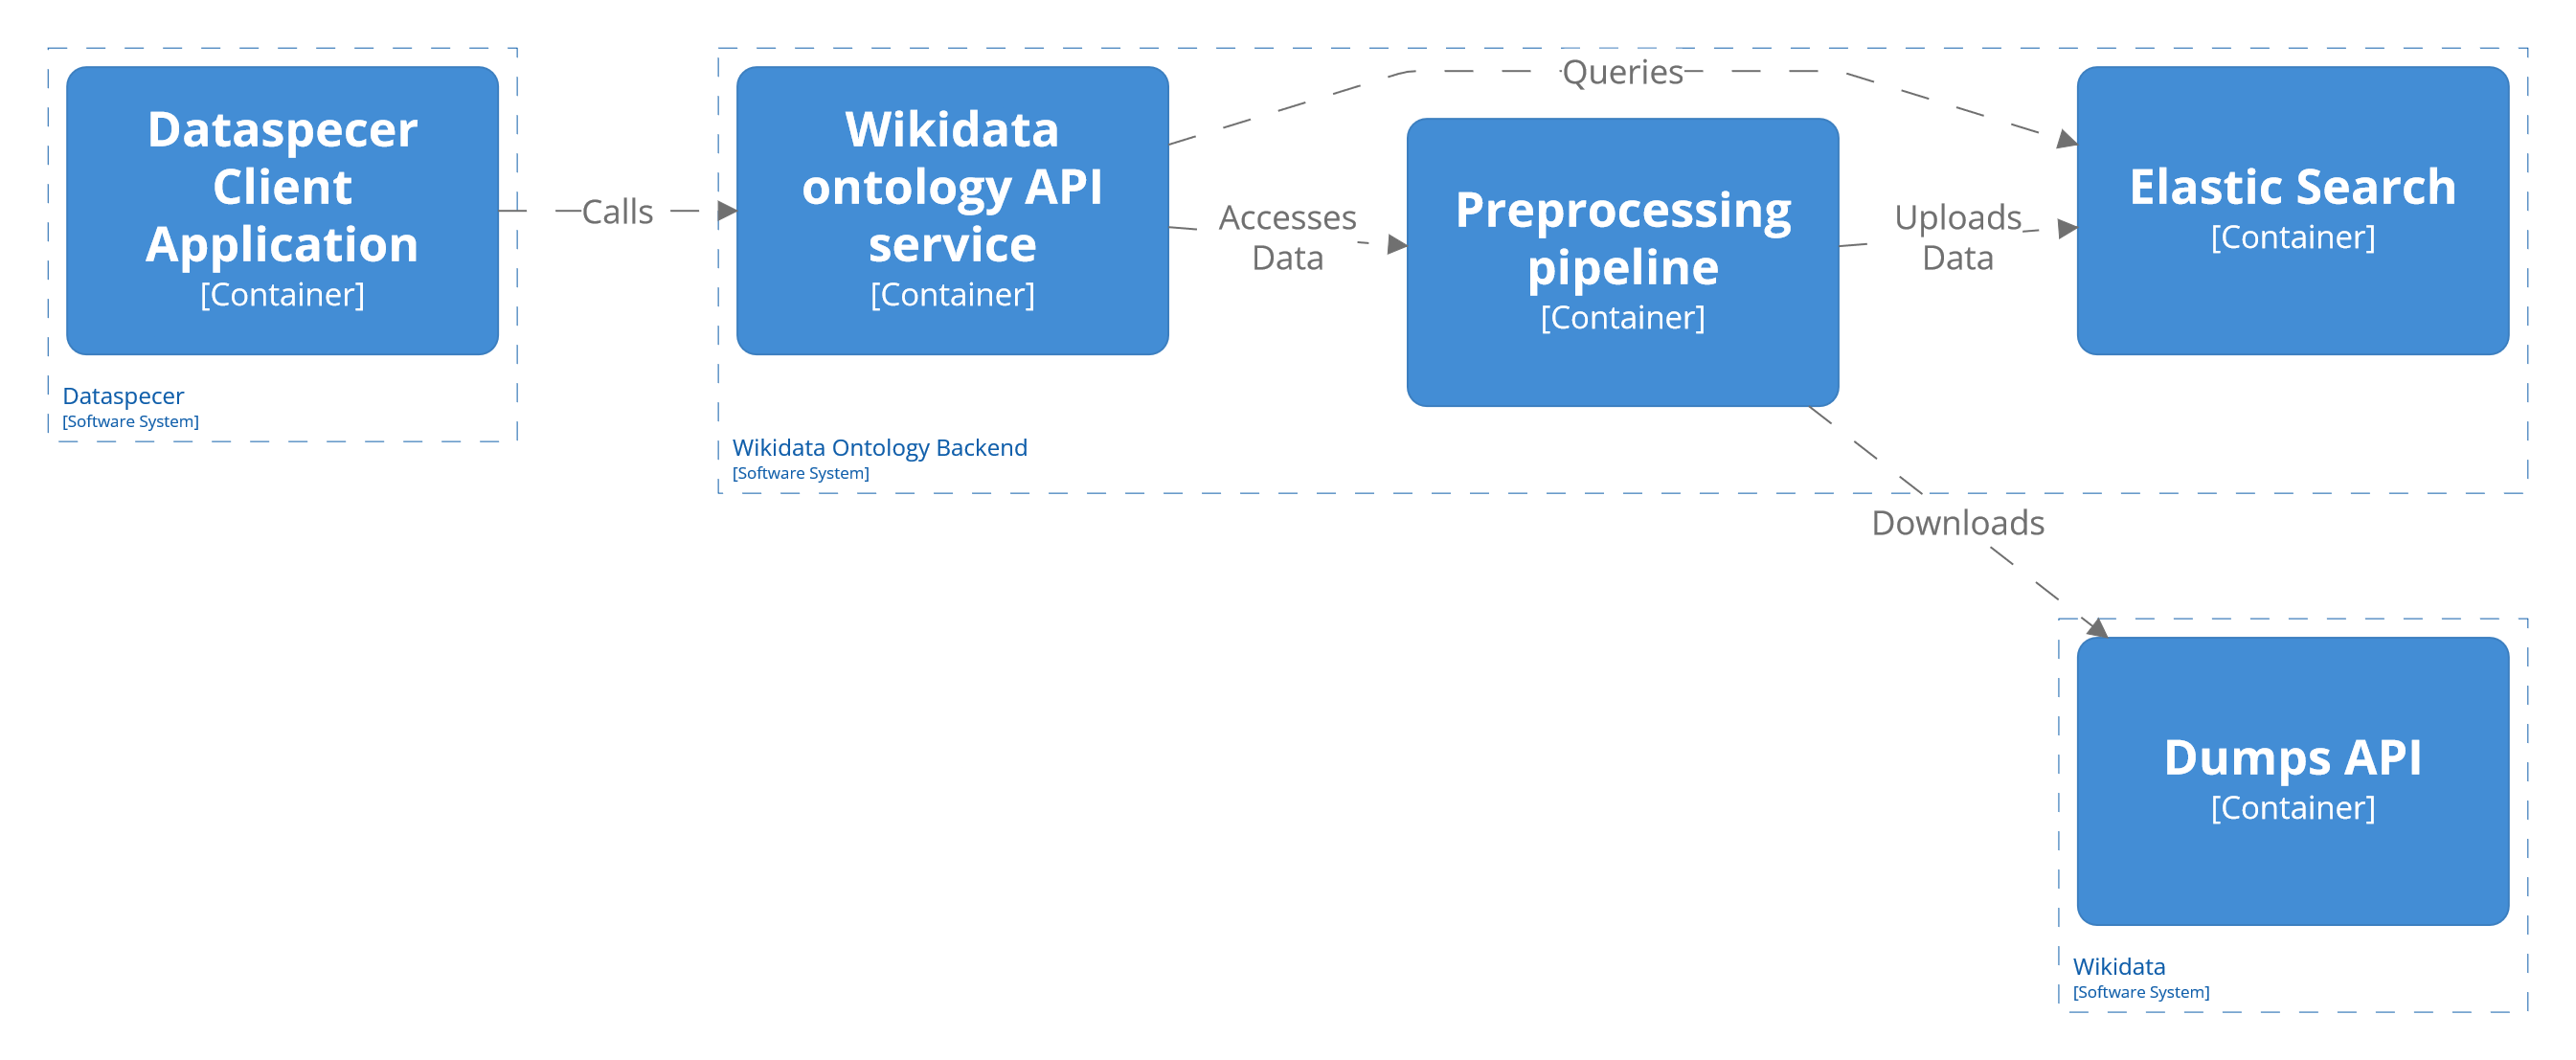 Dataspecer
Client
Application
[Container]
Dataspecer
[Software System]
Calls
Wikidata
ontology API
service
[Container]
Queries
Accesses
Data
Preprocessing
pipeline
[Container]
Uploads
Data
Elastic Search
[Container]
Wikidata Ontology Backend
[Software System]
Downloads
Dumps API
[Container]
Wikidata
[Software System]